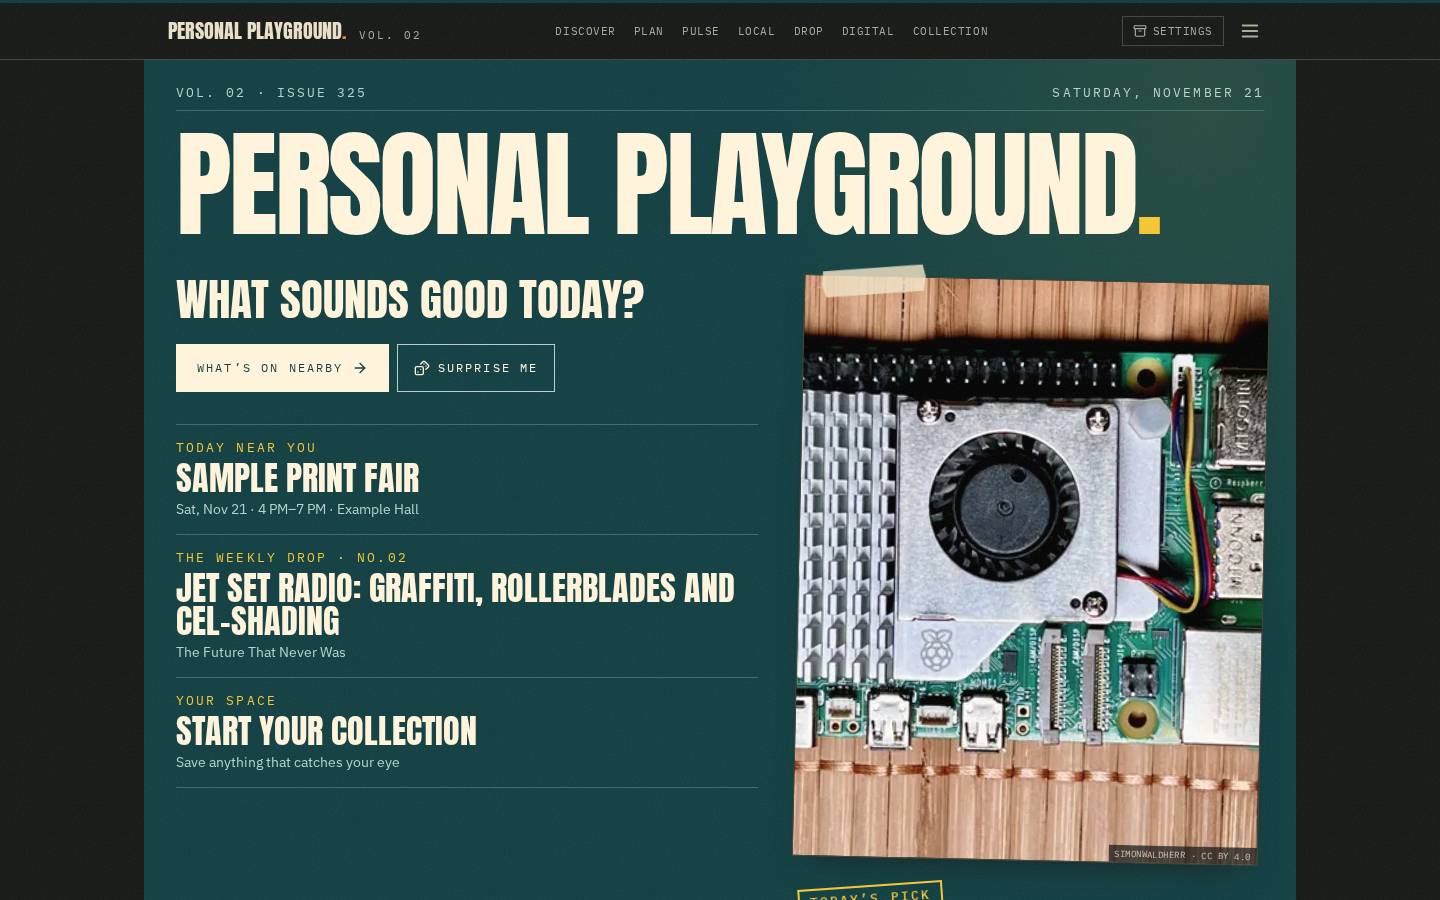 PERSONAL PLAYGROUND. VOL. 02
DISCOVER PLAN PULSE LOCAL DROP DIGITAL COLLECTION
SETTINGS
VOL. 02 · ISSUE 325
SATURDAY, NOVEMBER 21
PERSONAL PLAYGROUND.
WHAT SOUNDS GOOD TODAY?
WHAT’S ON NEARBY →
SURPRISE ME
TODAY NEAR YOU
SAMPLE PRINT FAIR
Sat, Nov 21 · 4 PM–7 PM · Example Hall
THE WEEKLY DROP · NO.02
JET SET RADIO: GRAFFITI, ROLLERBLADES AND
CEL-SHADING
The Future That Never Was
YOUR SPACE
START YOUR COLLECTION
Save anything that catches your eye
SIMONWALDHERR · CC BY 4.0
TODAY’S PICK